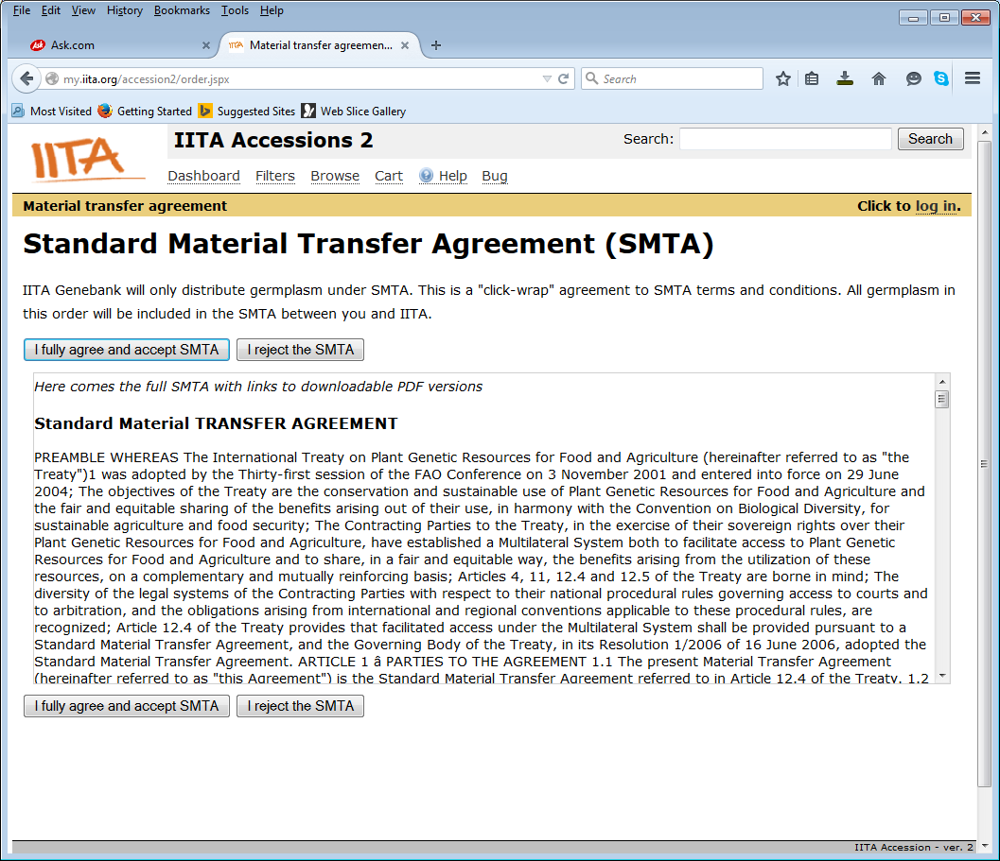 File Edit View History Bookmarks Tools Help
Ask Ask.com
IITA Material transfer agreemen...
my.iita.org/accession2/order.jspx
Search
Most Visited Getting Started Suggested Sites Web Slice Gallery
IITA
IITA Accessions 2
Search: Search
Dashboard Filters Browse Cart Help Bug
Material transfer agreement
Click to log in.
Standard Material Transfer Agreement (SMTA)
IITA Genebank will only distribute germplasm under SMTA. This is a "click-wrap" agreement to SMTA terms and conditions. All germplasm in
this order will be included in the SMTA between you and IITA.
I fully agree and accept SMTA I reject the SMTA
Here comes the full SMTA with links to downloadable PDF versions
Standard Material TRANSFER AGREEMENT
PREAMBLE WHEREAS The International Treaty on Plant Genetic Resources for Food and Agriculture (hereinafter referred to as "the
Treaty")1 was adopted by the Thirty-first session of the FAO Conference on 3 November 2001 and entered into force on 29 June
2004; The objectives of the Treaty are the conservation and sustainable use of Plant Genetic Resources for Food and Agriculture and
the fair and equitable sharing of the benefits arising out of their use, in harmony with the Convention on Biological Diversity, for
sustainable agriculture and food security; The Contracting Parties to the Treaty, in the exercise of their sovereign rights over their
Plant Genetic Resources for Food and Agriculture, have established a Multilateral System both to facilitate access to Plant Genetic
Resources for Food and Agriculture and to share, in a fair and equitable way, the benefits arising from the utilization of these
resources, on a complementary and mutually reinforcing basis; Articles 4, 11, 12.4 and 12.5 of the Treaty are borne in mind; The
diversity of the legal systems of the Contracting Parties with respect to their national procedural rules governing access to courts and
to arbitration, and the obligations arising from international and regional conventions applicable to these procedural rules, are
recognized; Article 12.4 of the Treaty provides that facilitated access under the Multilateral System shall be provided pursuant to a
Standard Material Transfer Agreement, and the Governing Body of the Treaty, in its Resolution 1/2006 of 16 June 2006, adopted the
Standard Material Transfer Agreement. ARTICLE 1 â PARTIES TO THE AGREEMENT 1.1 The present Material Transfer Agreement
(hereinafter referred to as "this Agreement") is the Standard Material Transfer Agreement referred to in Article 12.4 of the Treaty. 1.2
I fully agree and accept SMTA I reject the SMTA
IITA Accession - ver. 2